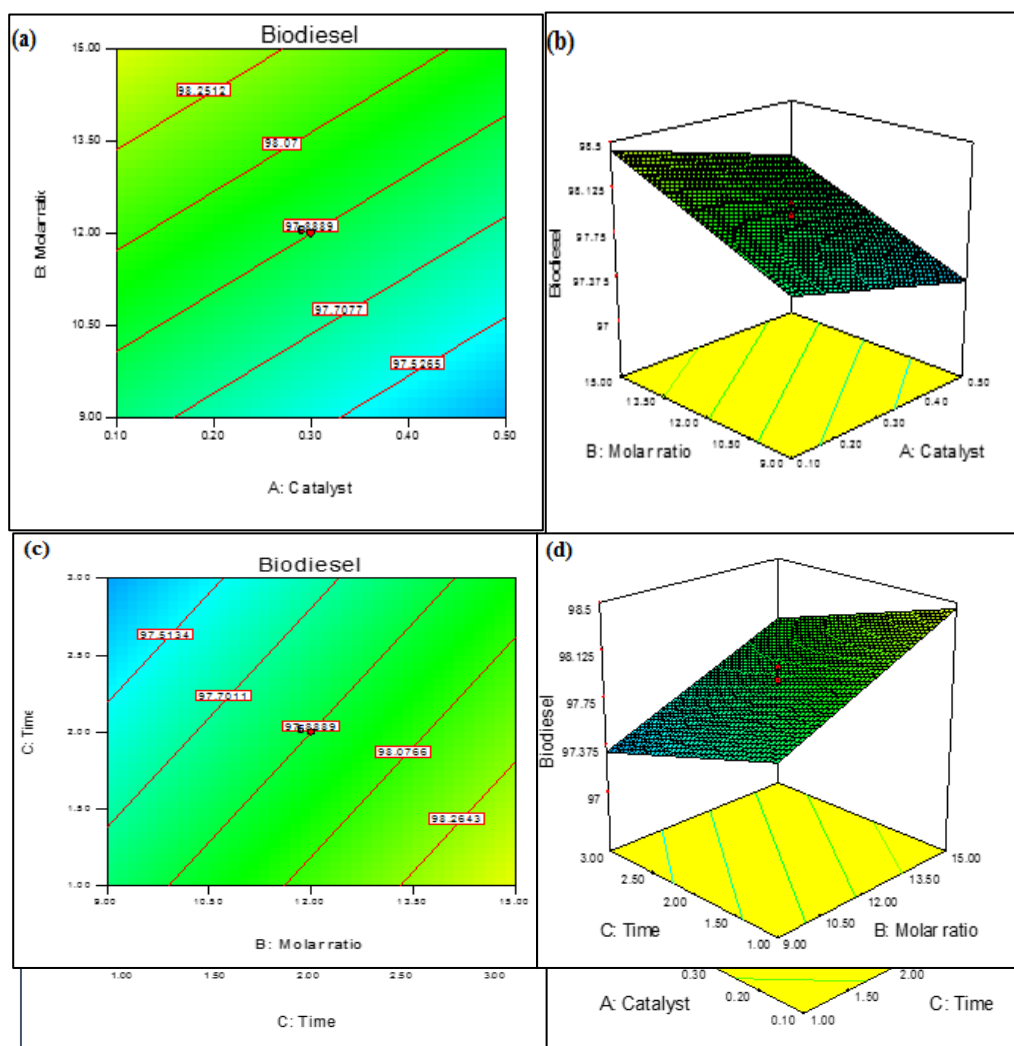 (a)
Biodiesel
15.00
98.2512
13.50
98.07
B: Molar ratio
12.00
97.8889
6
10.50
97.7077
97.5265
9.00
0.10 0.20 0.30 0.40 0.50
A: Catalyst
(b)
98.5
98.125
97.75
97.375
97
Biodiesel
15.00 0.50
13.50 0.40
12.00 0.30
10.50 0.20
9.00 0.10
B: Molar ratio A: Catalyst
(c)
Biodiesel
3.00
97.5134
2.50
97.7011
C: Time
2.00
97.8889
6
98.0766
1.50
98.2643
1.00
9.00 10.50 12.00 13.50 15.00
B: Molar ratio
(d)
98.5
98.125
97.75
97.375
97
Biodiesel
3.00 15.00
2.50 13.50
2.00 12.00
1.50 10.50
1.00 9.00
C: Time B: Molar ratio
1.00 1.50 2.00 2.50 3.00
C: Time
0.30 2.00
0.20 1.50
0.10 1.00
A: Catalyst C: Time